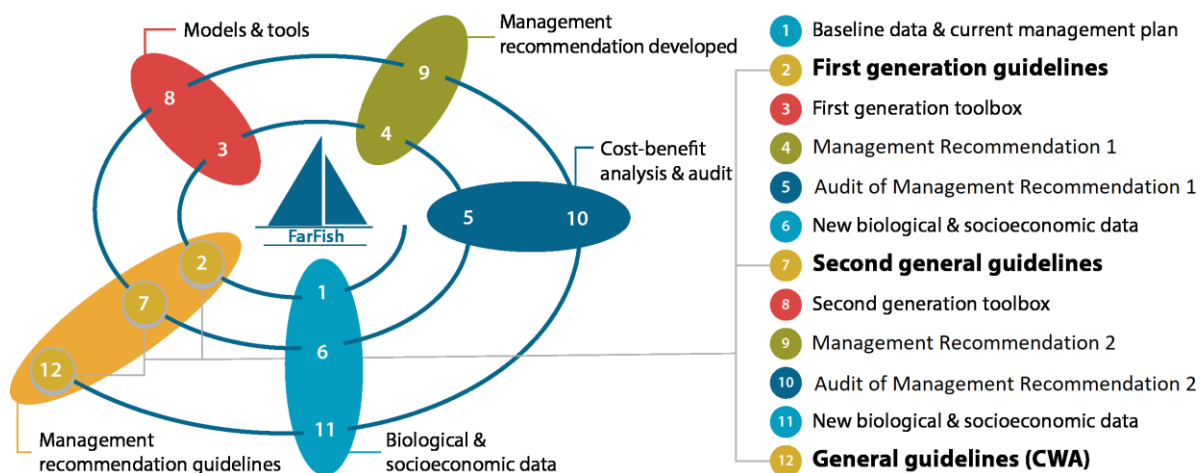 Models & tools
Management
recommendation developed
8
9
3
4
Cost-benefit
analysis & audit
FarFish
5
10
2
1
7
6
12
11
Management
recommendation guidelines
Biological &
socioeconomic data
1 Baseline data & current management plan
2 First generation guidelines
3 First generation toolbox
4 Management Recommendation 1
5 Audit of Management Recommendation 1
6 New biological & socioeconomic data
7 Second general guidelines
8 Second generation toolbox
9 Management Recommendation 2
10 Audit of Management Recommendation 2
11 New biological & socioeconomic data
12 General guidelines (CWA)